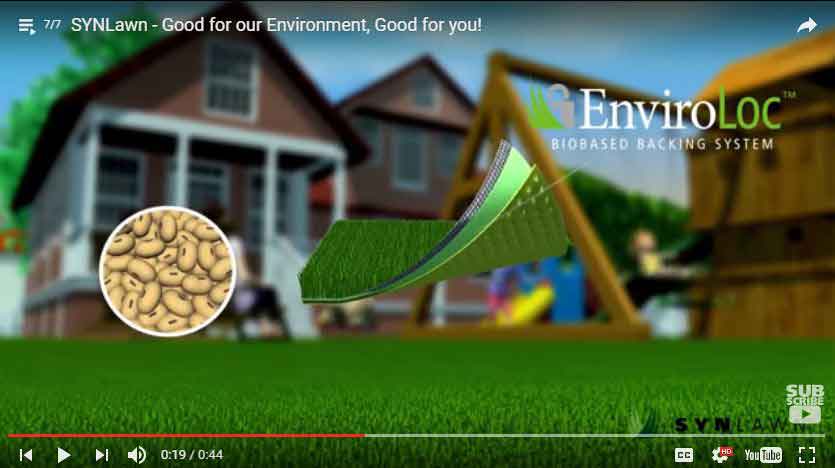 7/7 SYNLawn - Good for our Environment, Good for you!
EnviroLoc™
BIOBASED BACKING SYSTEM
SUB
SCRIBE
SYNLAWN
0:19 / 0:44
CC
HD
YouTube